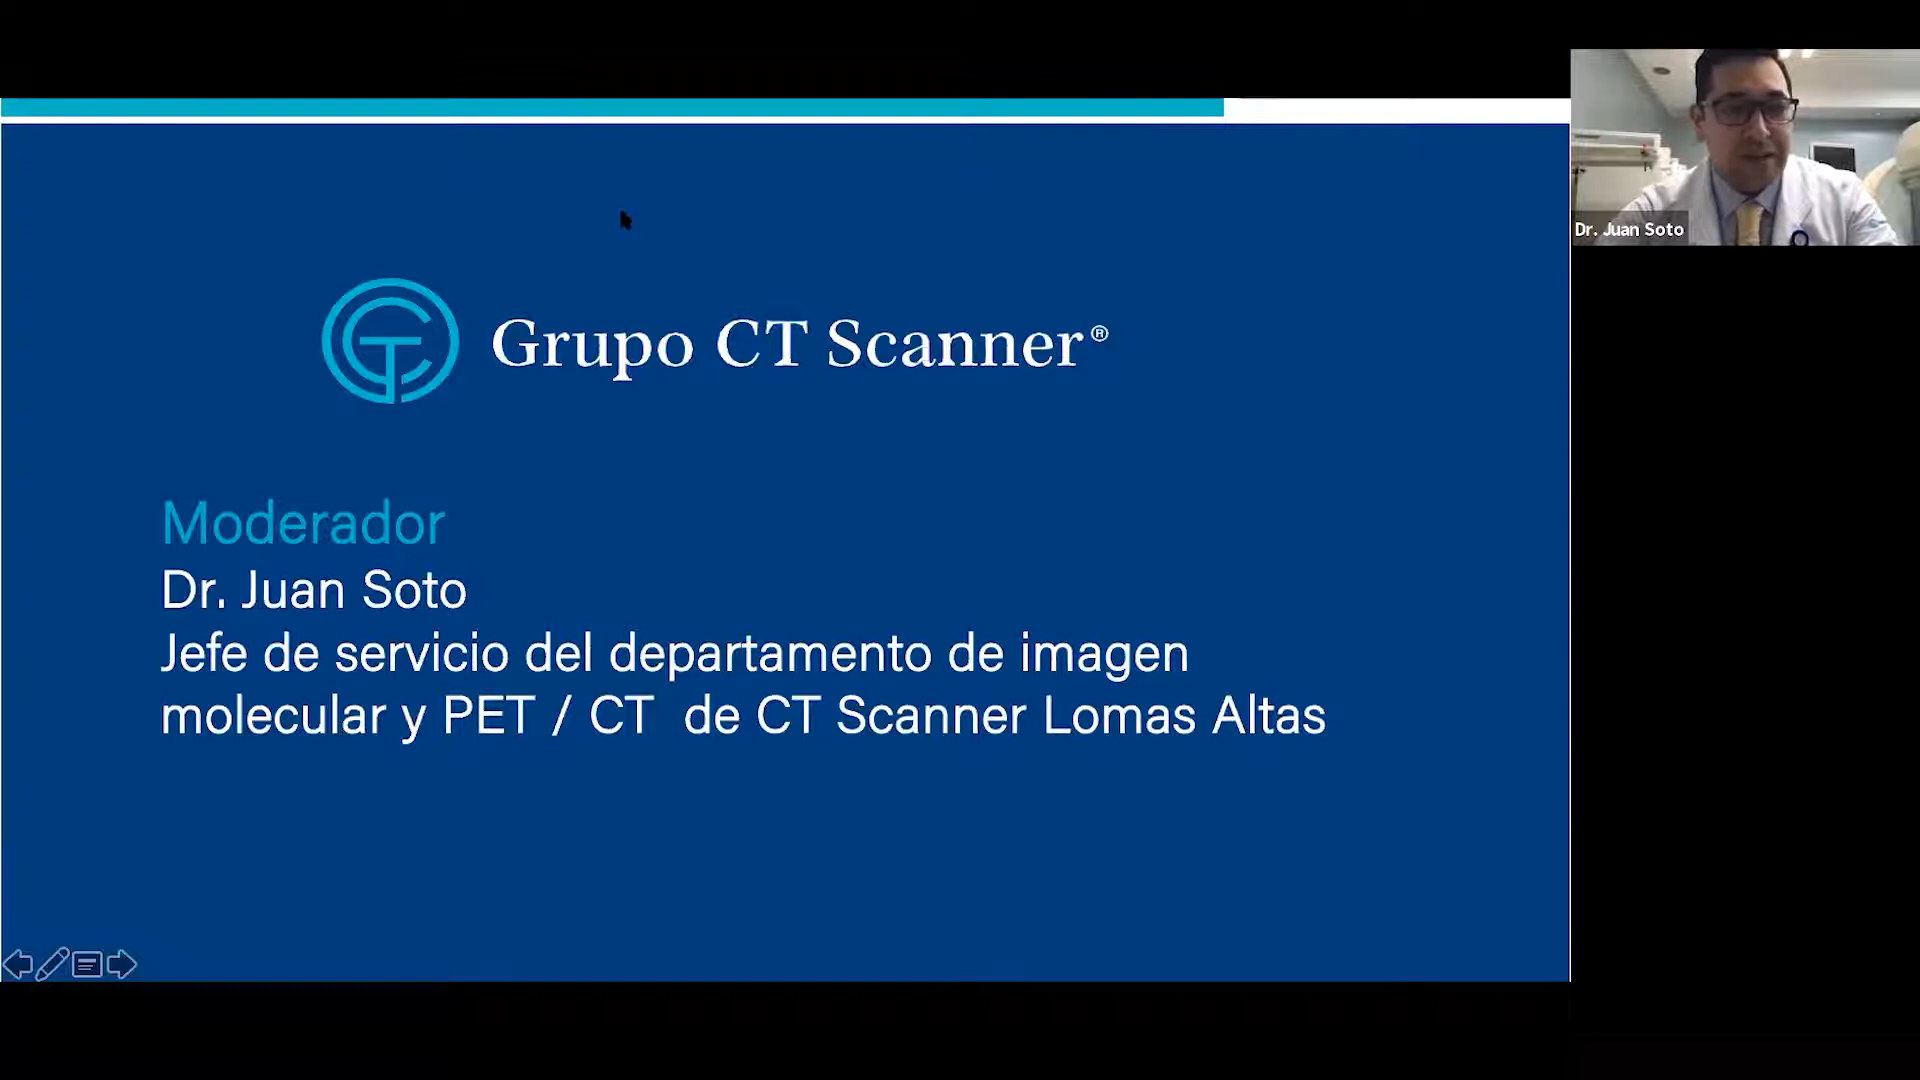 Grupo CT Scanner®
Moderador
Dr. Juan Soto
Jefe de servicio del departamento de imagen
molecular y PET / CT de CT Scanner Lomas Altas
Dr. Juan Soto